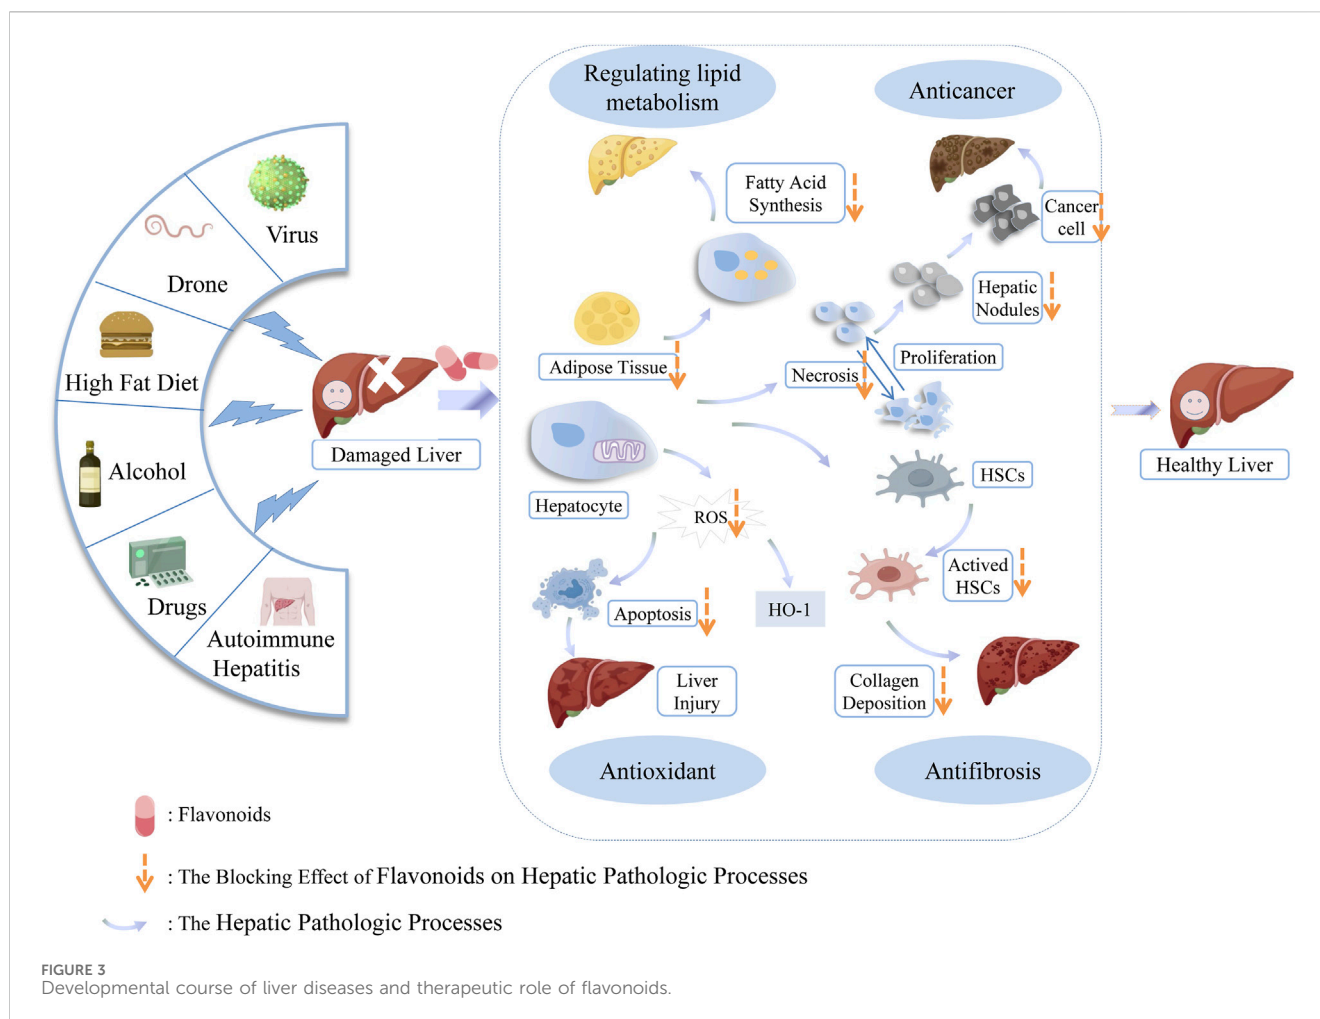 Regulating lipid
metabolism
Anticancer
Virus
Drone
High Fat Diet
Alcohol
Drugs
Autoimmune
Hepatitis
Damaged Liver
Fatty Acid
Synthesis
Cancer
cell
Hepatic
Nodules
Adipose Tissue
Necrosis
Proliferation
Hepatocyte
HSCs
ROS
Apoptosis
HO-1
Actived
HSCs
Liver
Injury
Collagen
Deposition
Antioxidant
Antifibrosis
Healthy Liver
: Flavonoids
: The Blocking Effect of Flavonoids on Hepatic Pathologic Processes
: The Hepatic Pathologic Processes
FIGURE 3
Developmental course of liver diseases and therapeutic role of flavonoids.